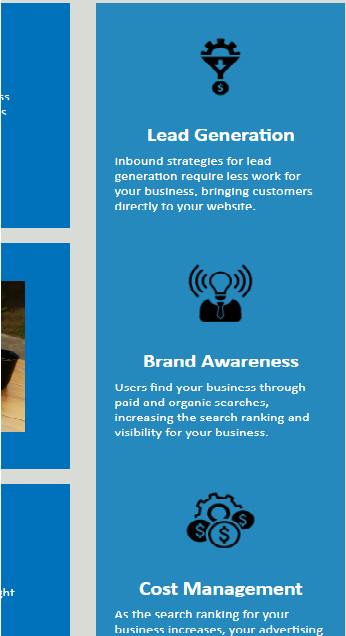 ss
s
ght
$
Lead Generation
Inbound strategies for lead
generation require less work for
your business, bringing customers
directly to your website.
Brand Awareness
Users find your business through
paid and organic searches,
increasing the search ranking and
visibility for your business.
$ $ $
Cost Management
As the search ranking for your
business increases, your advertising